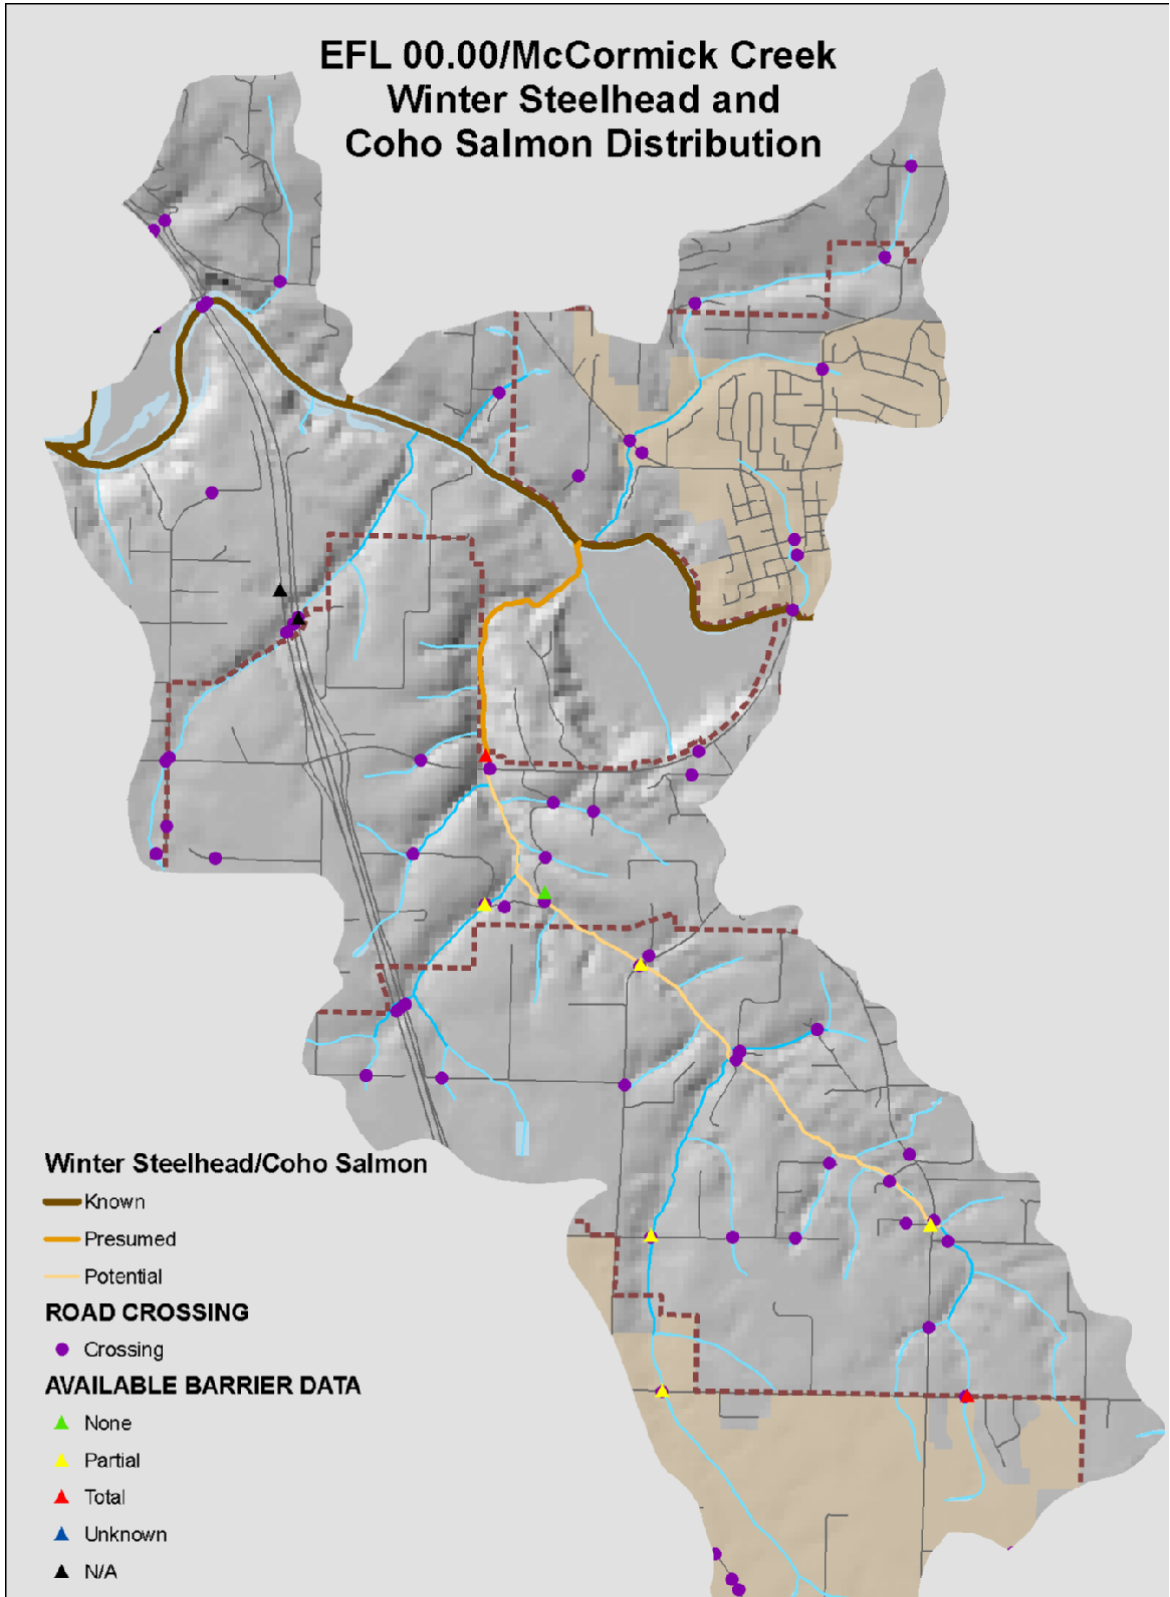 EFL 00.00/McCormick Creek
Winter Steelhead and
Coho Salmon Distribution
Winter Steelhead/Coho Salmon
Known
Presumed
Potential
ROAD CROSSING
Crossing
AVAILABLE BARRIER DATA
None
Partial
Total
Unknown
N/A